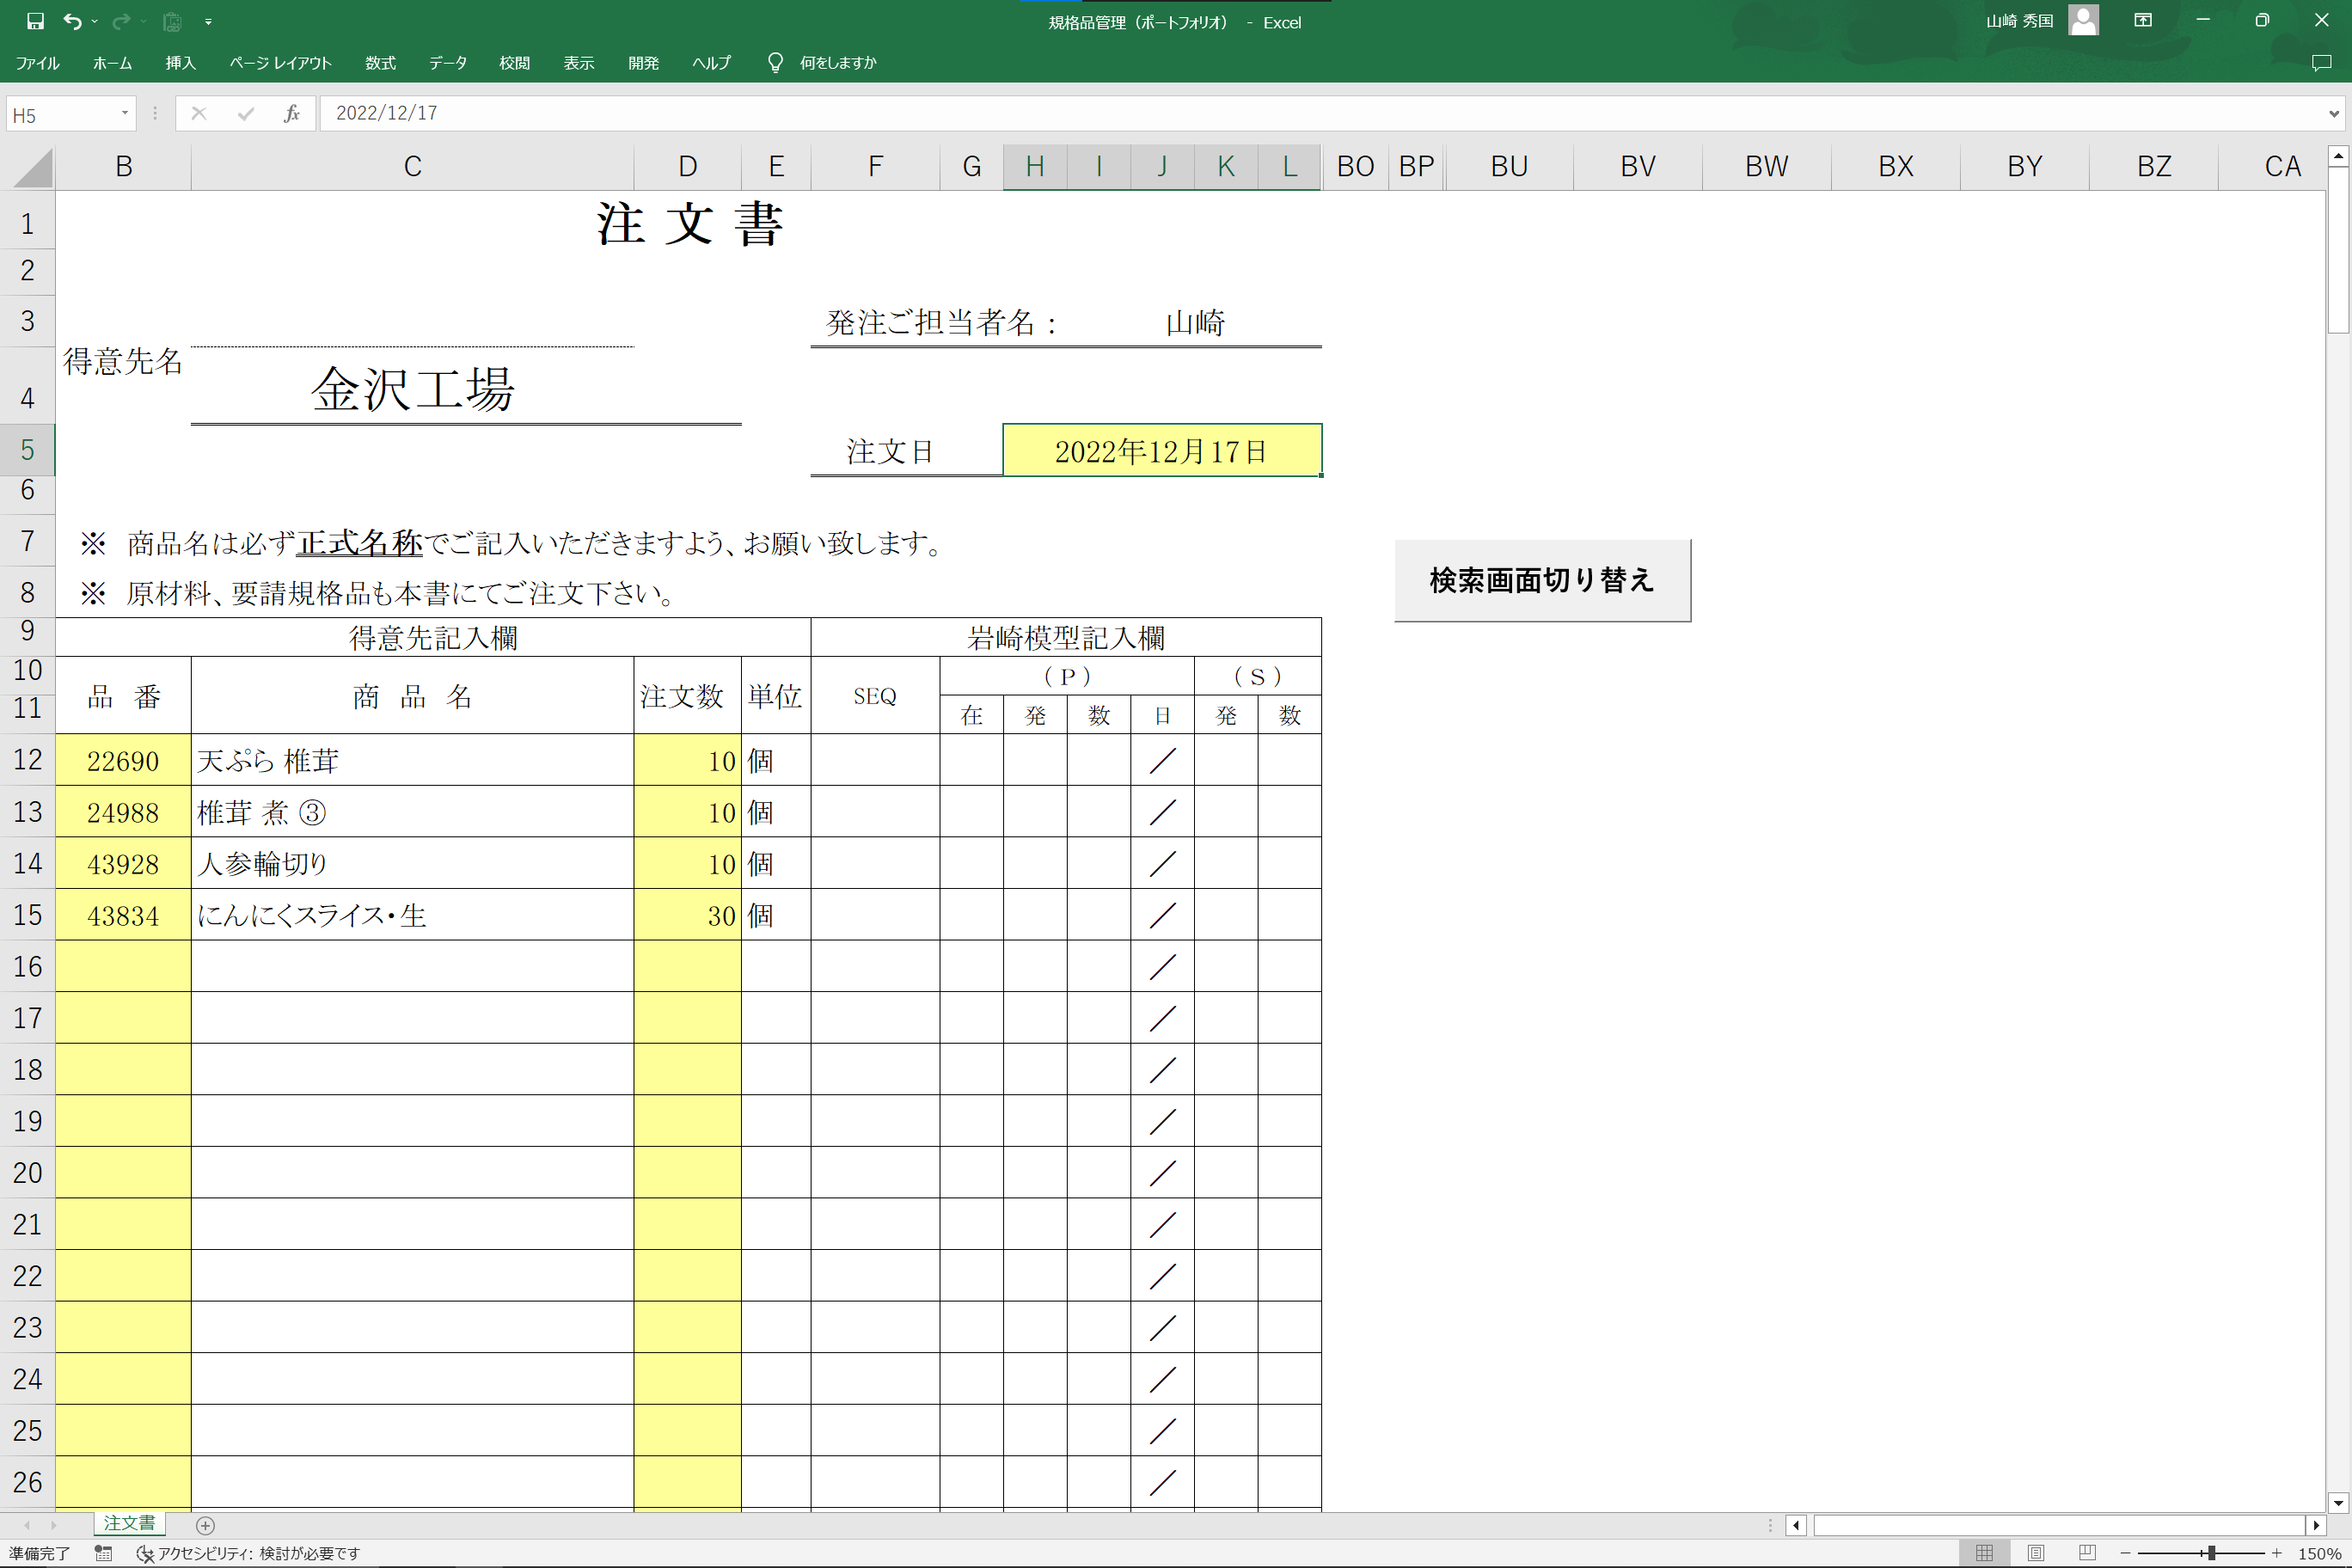 規格品管理（ポートフォリオ） - Excel
山崎 秀国
ファイル ホーム 挿入 ページ レイアウト 数式 データ 校閲 表示 開発 ヘルプ 何をしますか
H5 fx 2022/12/17
B C D E F G H I J K L BO BP BU BV BW BX BY BZ CA
1 注 文 書
2
3 発注ご担当者名： 山崎
得意先名
4 金沢工場
5 注文日 2022年12月17日
6
7 ※ 商品名は必ず正式名称でご記入いただきますよう、お願い致します。
検索画面切り替え
8 ※ 原材料、要請規格品も本書にてご注文下さい。
9 得意先記入欄 岩崎模型記入欄
10 品 番 商 品 名 注文数 単位 SEQ （Ｐ） （Ｓ）
11 在 発 数 日 発 数
12 22690 天ぷら 椎茸 10 個 ／
13 24988 椎茸 煮 ③ 10 個 ／
14 43928 人参輪切り 10 個 ／
15 43834 にんにくスライス・生 30 個 ／
16 ／
17 ／
18 ／
19 ／
20 ／
21 ／
22 ／
23 ／
24 ／
25 ／
26 ／
注文書
準備完了 アクセシビリティ: 検討が必要です 150%